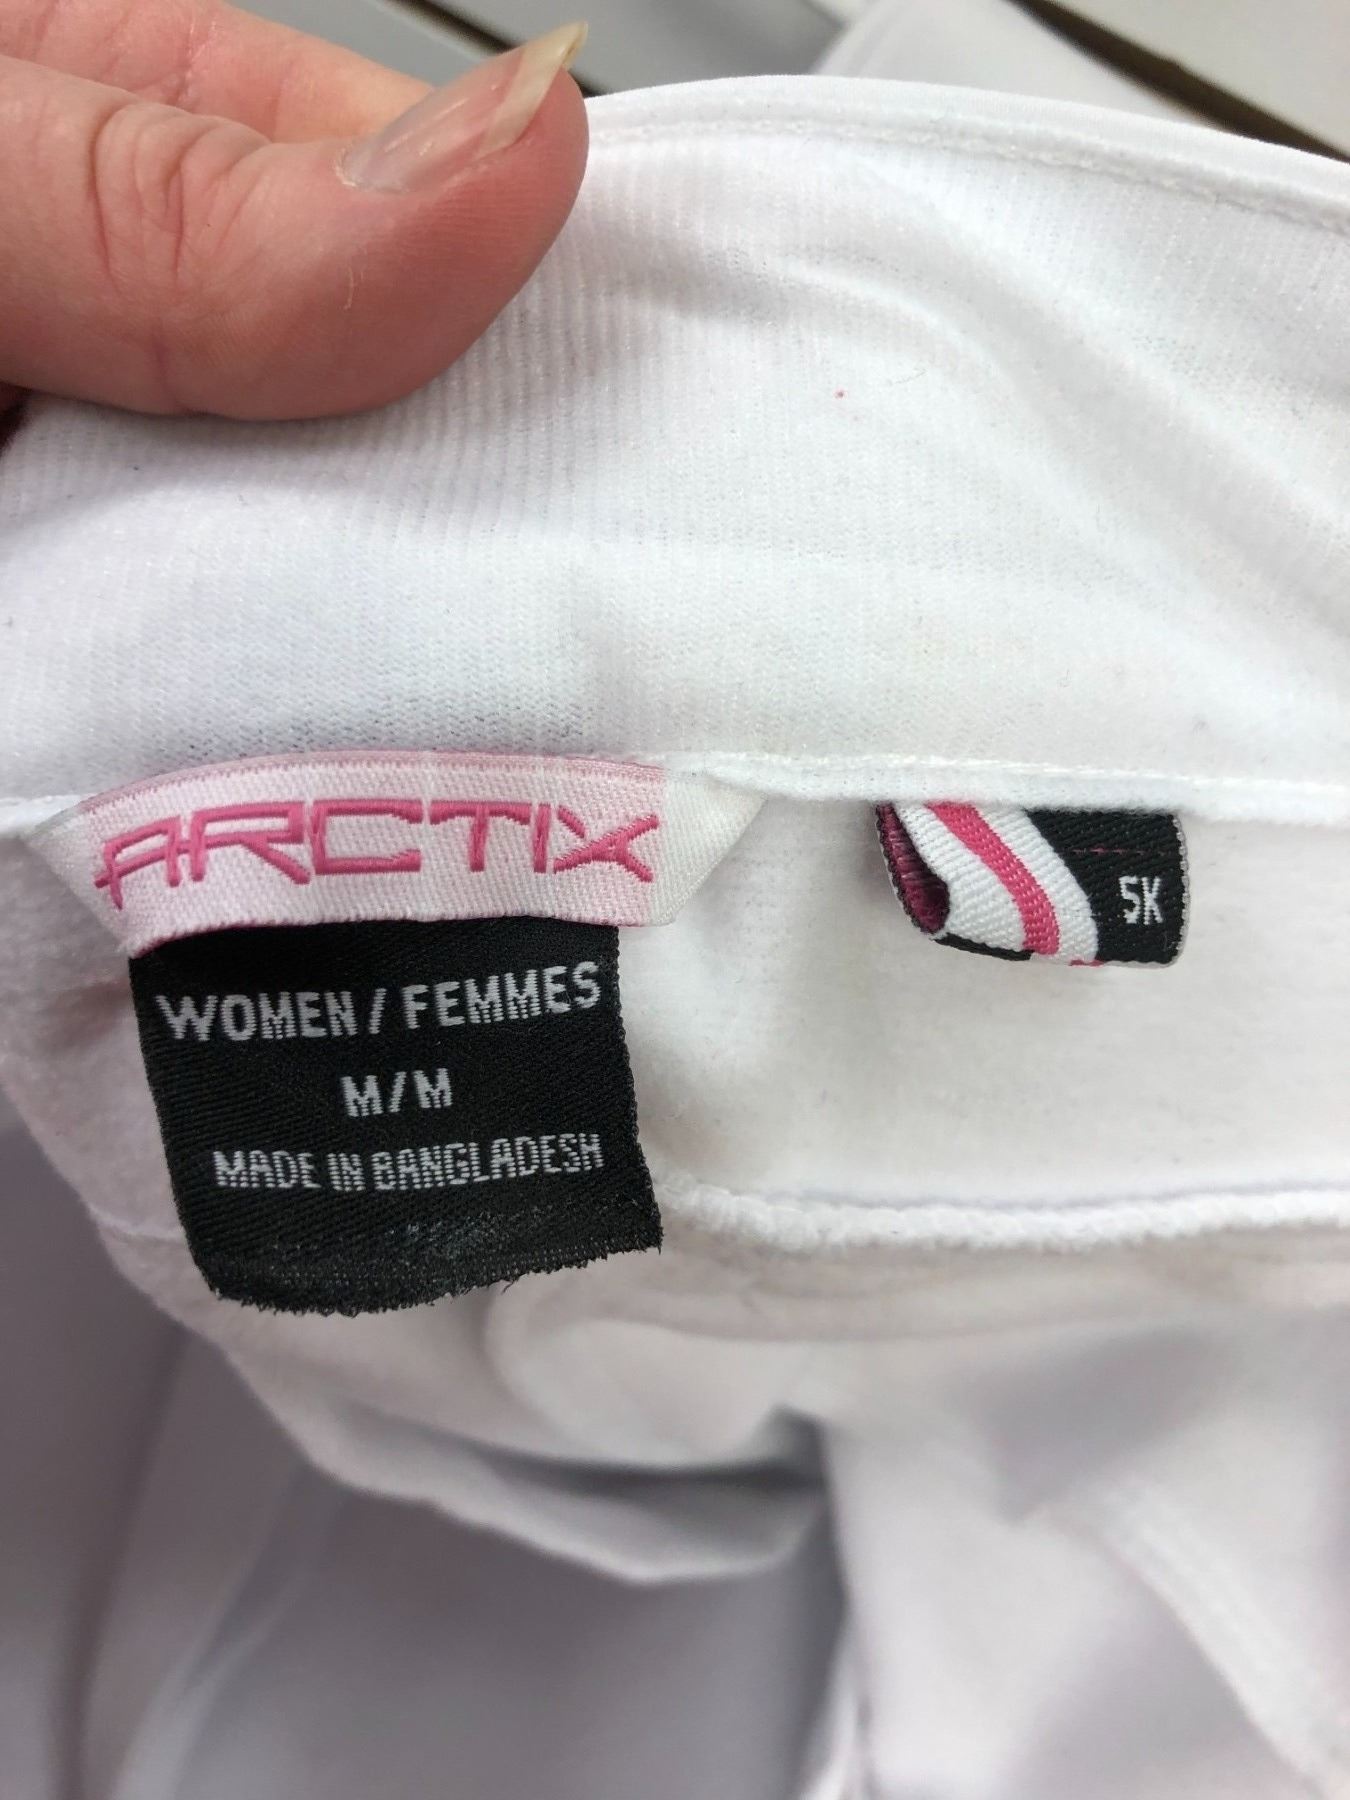 ARCTIX
5K
WOMEN / FEMMES
M/M
MADE IN BANGLADESH